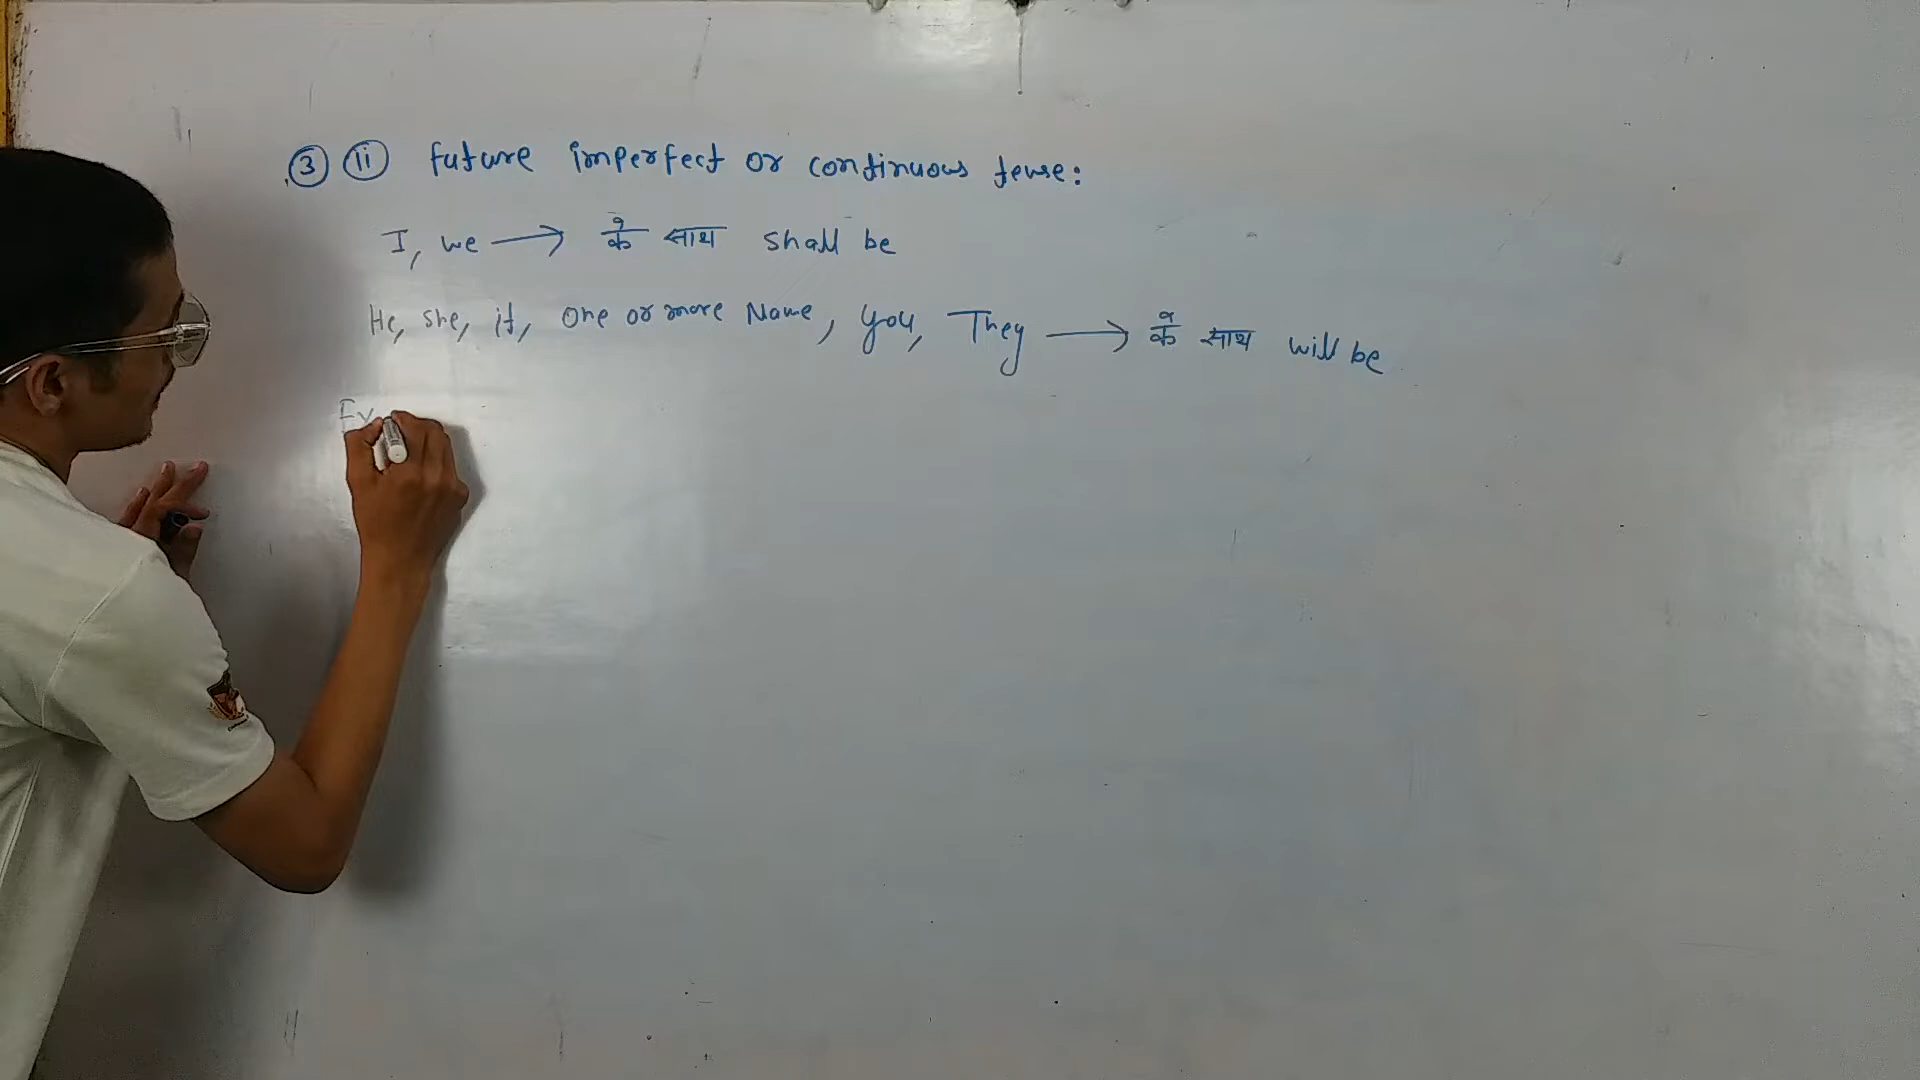 ③ ⅱ future imperfect or continuous tense:
I, we → के साथ shall be
He, she, it, One or more Name, you, They → के साथ will be
Ex